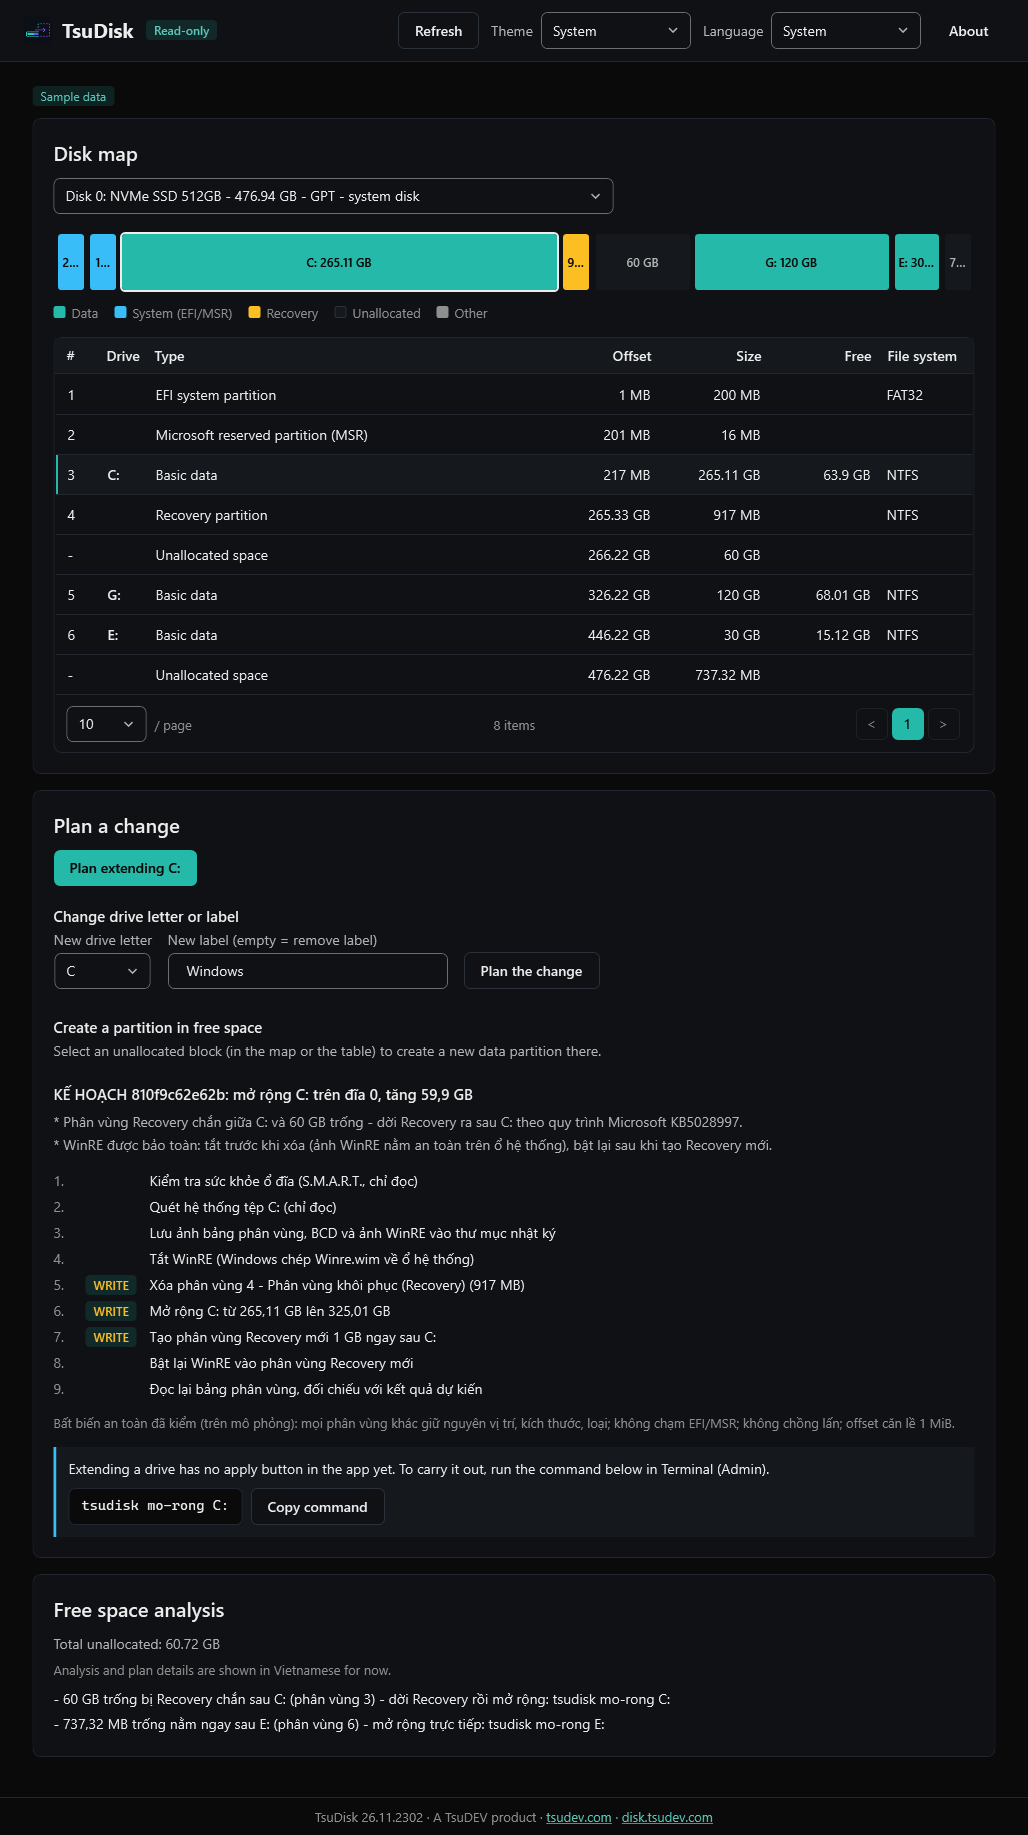 TsuDisk Read-only Refresh Theme System Language System About
Sample data
Disk map
Disk 0: NVMe SSD 512GB - 476.94 GB - GPT - system disk
2... 1... C: 265.11 GB 9... 60 GB G: 120 GB E: 30... 7...
Data System (EFI/MSR) Recovery Unallocated Other
# Drive Type Offset Size Free File system
1 EFI system partition 1 MB 200 MB FAT32
2 Microsoft reserved partition (MSR) 201 MB 16 MB
3 C: Basic data 217 MB 265.11 GB 63.9 GB NTFS
4 Recovery partition 265.33 GB 917 MB NTFS
- Unallocated space 266.22 GB 60 GB
5 G: Basic data 326.22 GB 120 GB 68.01 GB NTFS
6 E: Basic data 446.22 GB 30 GB 15.12 GB NTFS
- Unallocated space 476.22 GB 737.32 MB
10 / page 8 items < 1 >
Plan a change
Plan extending C:
Change drive letter or label
New drive letter New label (empty = remove label)
C Windows Plan the change
Create a partition in free space
Select an unallocated block (in the map or the table) to create a new data partition there.
KẾ HOẠCH 810f9c62e62b: mở rộng C: trên đĩa 0, tăng 59,9 GB
* Phân vùng Recovery chắn giữa C: và 60 GB trống - dời Recovery ra sau C: theo quy trình Microsoft KB5028997.
* WinRE được bảo toàn: tắt trước khi xóa (ảnh WinRE nằm an toàn trên ổ hệ thống), bật lại sau khi tạo Recovery mới.
1. Kiểm tra sức khỏe ổ đĩa (S.M.A.R.T., chỉ đọc)
2. Quét hệ thống tệp C: (chỉ đọc)
3. Lưu ảnh bảng phân vùng, BCD và ảnh WinRE vào thư mục nhật ký
4. Tắt WinRE (Windows chép Winre.wim về ổ hệ thống)
5. WRITE Xóa phân vùng 4 - Phân vùng khôi phục (Recovery) (917 MB)
6. WRITE Mở rộng C: từ 265,11 GB lên 325,01 GB
7. WRITE Tạo phân vùng Recovery mới 1 GB ngay sau C:
8. Bật lại WinRE vào phân vùng Recovery mới
9. Đọc lại bảng phân vùng, đối chiếu với kết quả dự kiến
Bất biến an toàn đã kiểm (trên mô phỏng): mọi phân vùng khác giữ nguyên vị trí, kích thước, loại; không chạm EFI/MSR; không chồng lấn; offset căn lề 1 MiB.
Extending a drive has no apply button in the app yet. To carry it out, run the command below in Terminal (Admin).
tsudisk mo-rong C: Copy command
Free space analysis
Total unallocated: 60.72 GB
Analysis and plan details are shown in Vietnamese for now.
- 60 GB trống bị Recovery chắn sau C: (phân vùng 3) - dời Recovery rồi mở rộng: tsudisk mo-rong C:
- 737,32 MB trống nằm ngay sau E: (phân vùng 6) - mở rộng trực tiếp: tsudisk mo-rong E:
TsuDisk 26.11.2302 · A TsuDEV product · tsudev.com · disk.tsudev.com